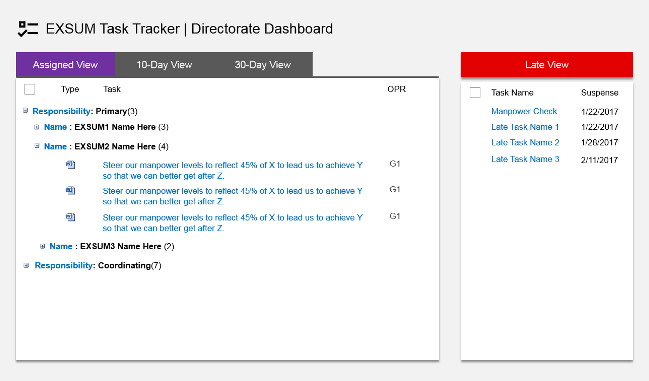 EXSUM Task Tracker | Directorate Dashboard
Assigned View 10-Day View 30-Day View
Type Task OPR
Responsibility: Primary(3)
Name : EXSUM1 Name Here (3)
Name : EXSUM2 Name Here (4)
Steer our manpower levels to reflect 45% of X to lead us to achieve Y G1
so that we can better get after Z.
Steer our manpower levels to reflect 45% of X to lead us to achieve Y G1
so that we can better get after Z.
Steer our manpower levels to reflect 45% of X to lead us to achieve Y G1
so that we can better get after Z.
Name : EXSUM3 Name Here (2)
Responsibility: Coordinating(7)
Late View
Task Name Suspense
Manpower Check 1/22/2017
Late Task Name 1 1/22/2017
Late Task Name 2 1/28/2017
Late Task Name 3 2/11/2017